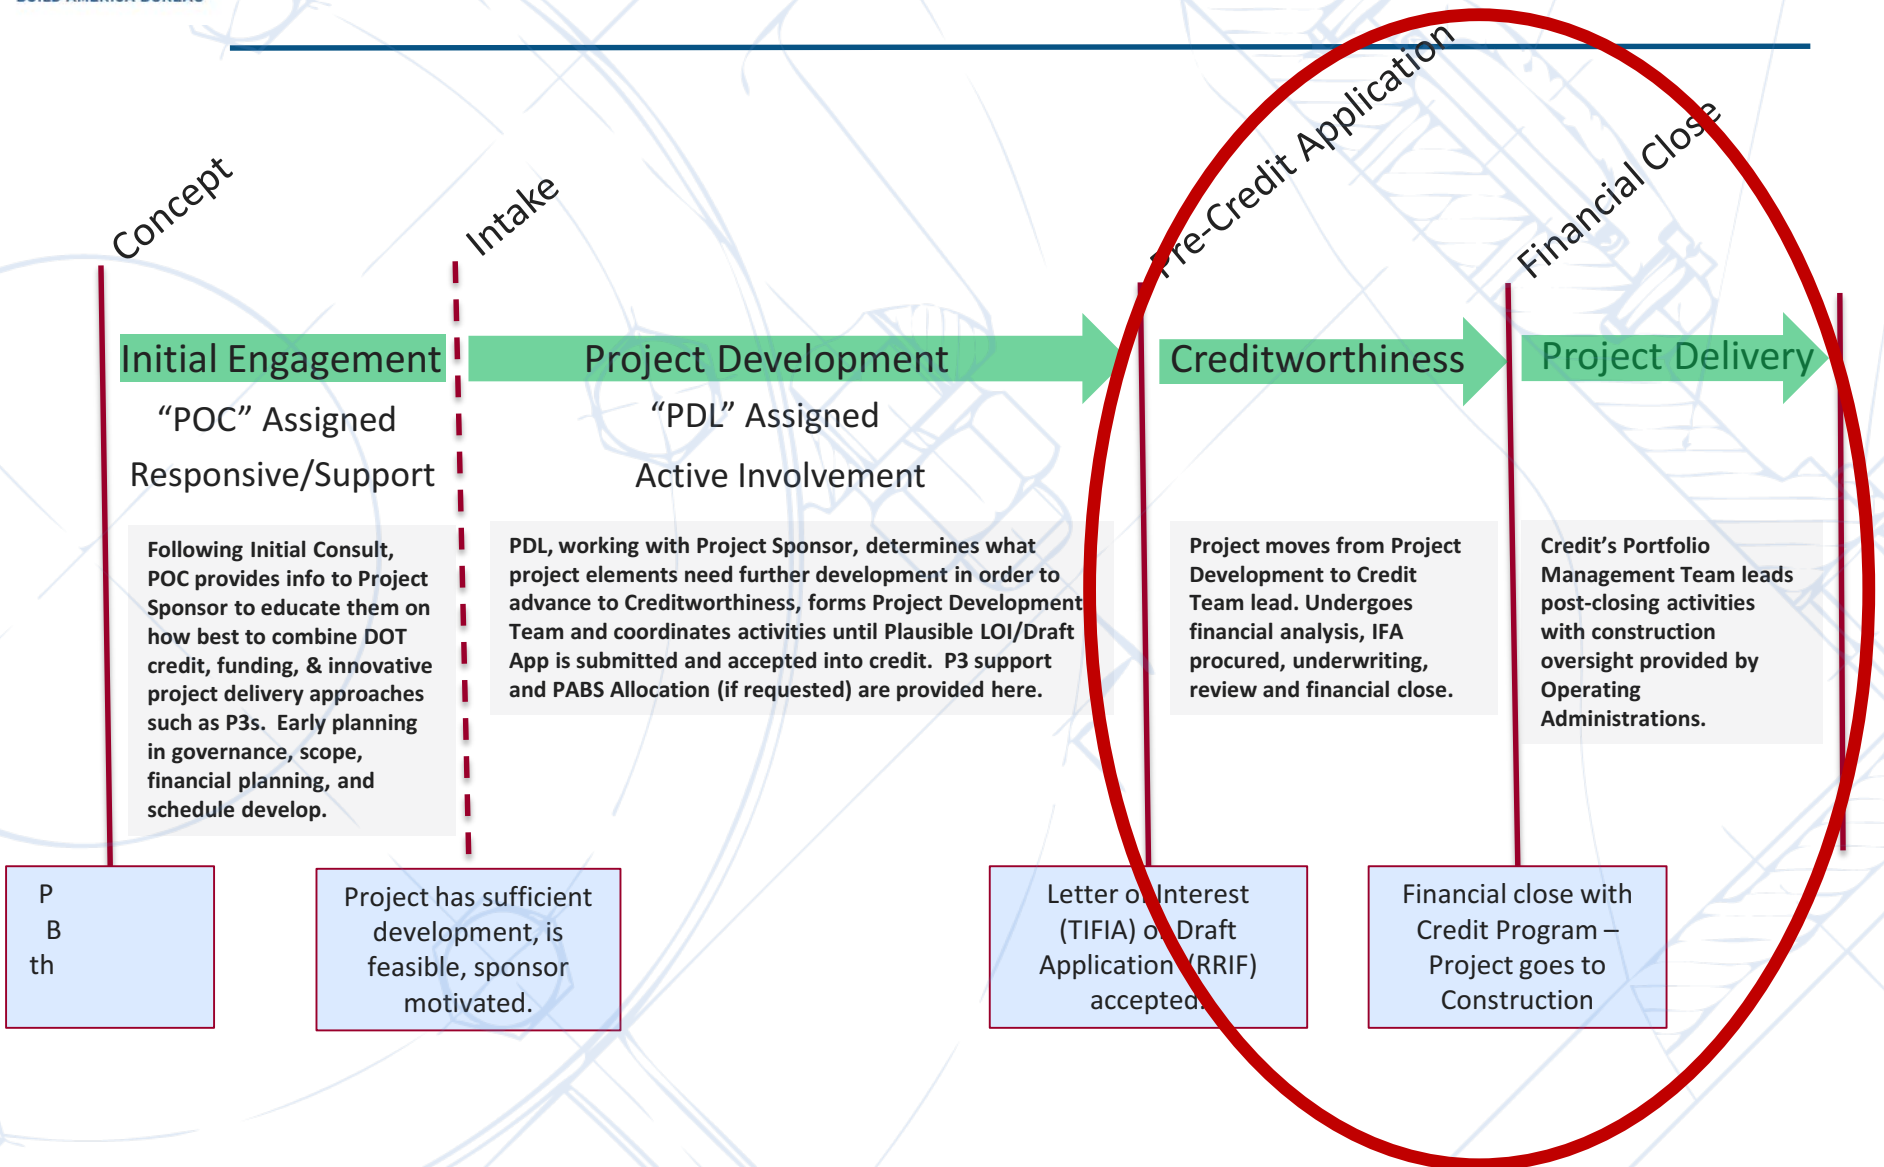 BUILD AMERICA BUREAU
Concept
Intake
Pre-Credit Application
Financial Close
Initial Engagement
"POC" Assigned
Responsive/Support
Following Initial Consult,
POC provides info to Project
Sponsor to educate them on
how best to combine DOT
credit, funding, & innovative
project delivery approaches
such as P3s. Early planning
in governance, scope,
financial planning, and
schedule develop.
Project Development
"PDL" Assigned
Active Involvement
PDL, working with Project Sponsor, determines what
project elements need further development in order to
advance to Creditworthiness, forms Project Development
Team and coordinates activities until Plausible LOI/Draft
App is submitted and accepted into credit. P3 support
and PABS Allocation (if requested) are provided here.
Creditworthiness
Project moves from Project
Development to Credit
Team lead. Undergoes
financial analysis, IFA
procured, underwriting,
review and financial close.
Project Delivery
Credit's Portfolio
Management Team leads
post-closing activities
with construction
oversight provided by
Operating
Administrations.
P
B
th
Project has sufficient
development, is
feasible, sponsor
motivated.
Letter of Interest
(TIFIA) or Draft
Application (RRIF)
accepted.
Financial close with
Credit Program –
Project goes to
Construction